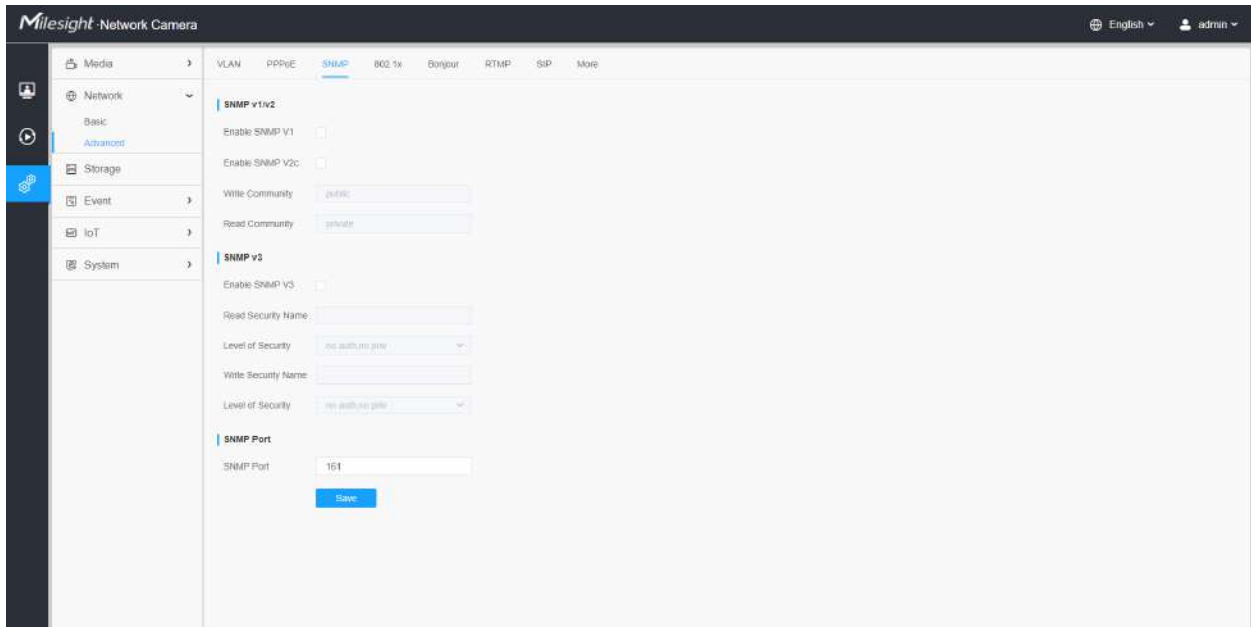 Milesight-Network Camera
English
admin
Media
Network
Basic
Advanced
Storage
Event
IoT
System
VLAN PPPoE SNMP 802.1x Bonjour RTMP SIP More
SNMP v1/v2
Enable SNMP V1
Enable SNMP V2c
Write Community public
Read Community private
SNMP v3
Enable SNMP V3
Read Security Name
Level of Security no auth,no priv
Write Security Name
Level of Security no auth,no priv
SNMP Port
SNMP Port 161
Save